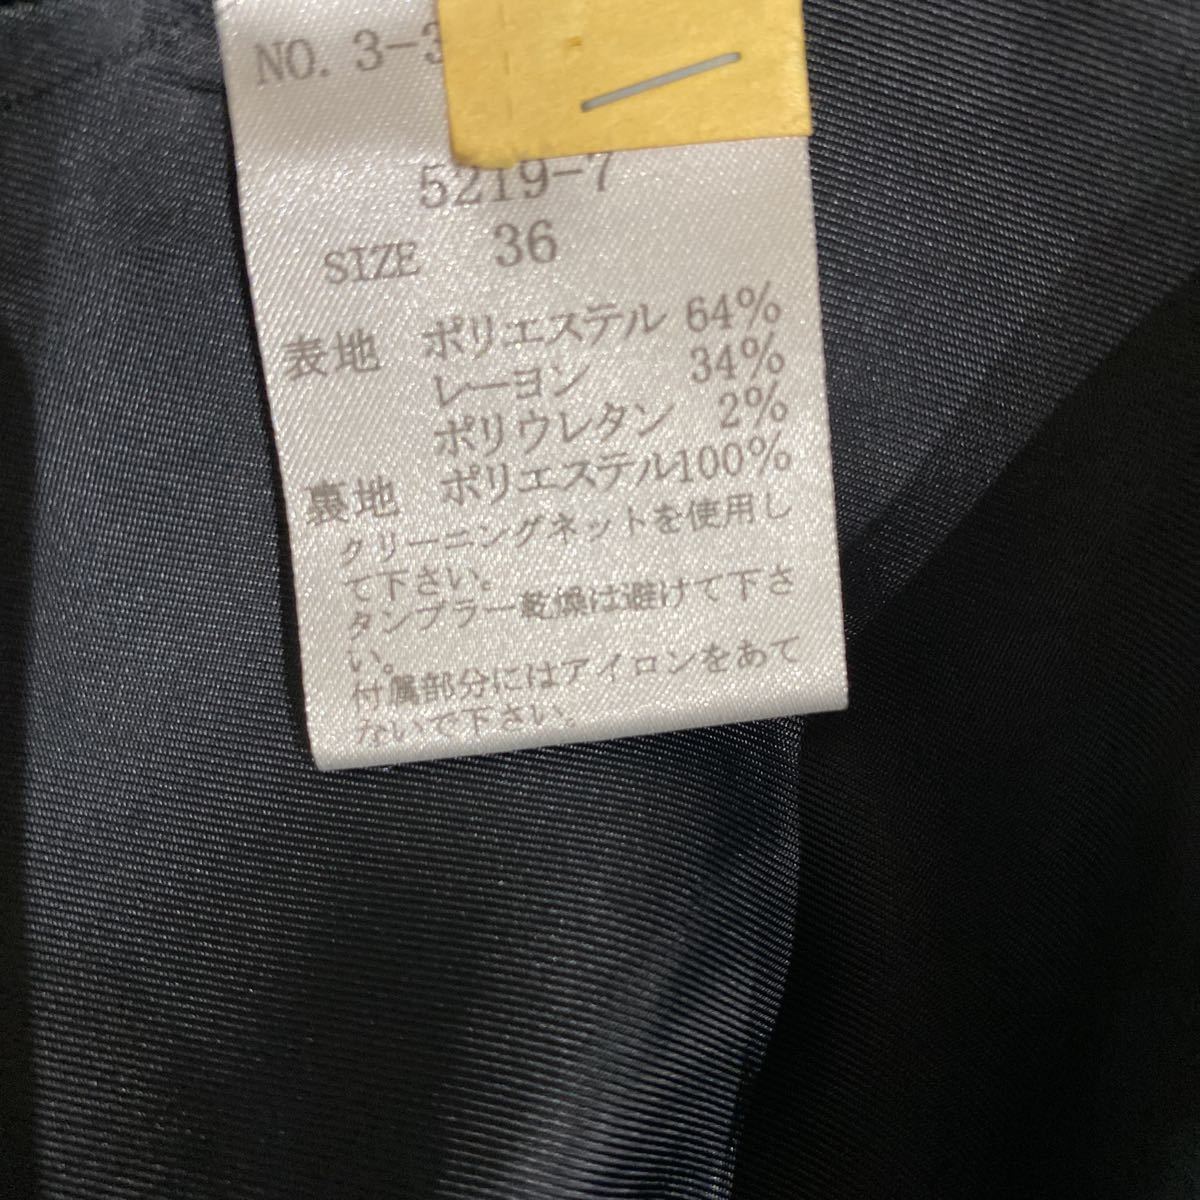 NO. 3-3
5219-7
SIZE 36
表地 ポリエステル 64%
レーヨン 34%
ポリウレタン 2%
裏地 ポリエステル100%
クリーニングネットを使用し
て下さい。
タンブラー乾燥は避けて下さ
い。
付属部分にはアイロンをあて
ないで下さい。